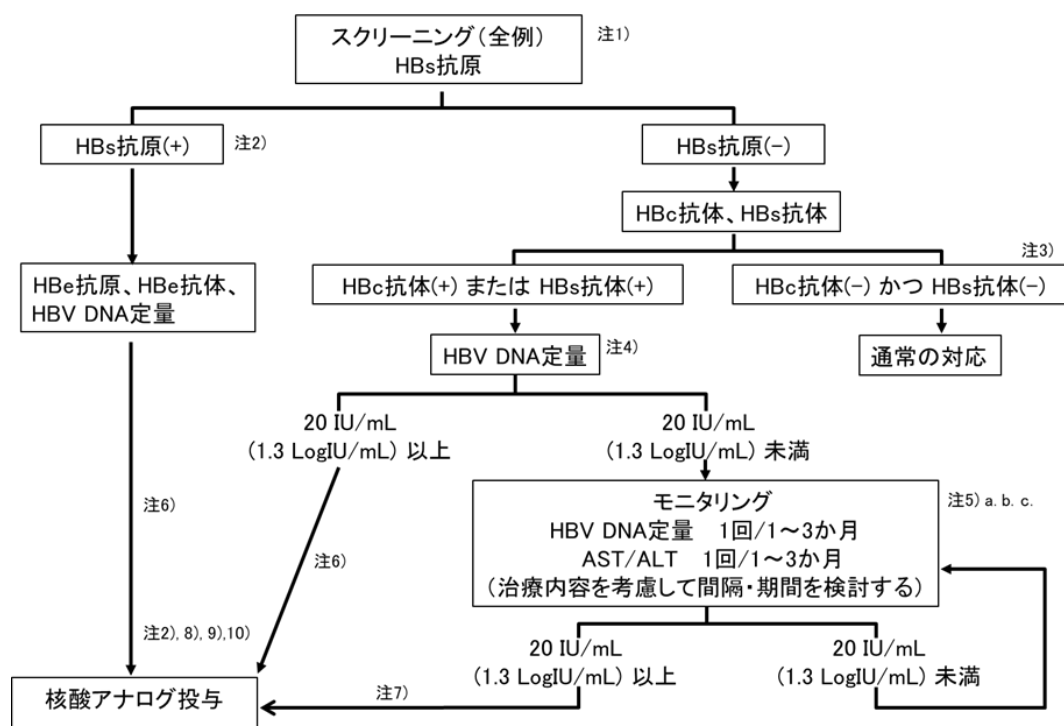 スクリーニング（全例）
HBs抗原
注1)
HBs抗原(+)
注2)
HBs抗原(−)
HBc抗体、HBs抗体
注3)
HBe抗原、HBe抗体、
HBV DNA定量
HBc抗体(+) または HBs抗体(+)
HBc抗体(−) かつ HBs抗体(−)
HBV DNA定量
注4)
通常の対応
20 IU/mL
(1.3 LogIU/mL) 以上
20 IU/mL
(1.3 LogIU/mL) 未満
注6)
注6)
モニタリング
HBV DNA定量　1回/1～3か月
AST/ALT　1回/1～3か月
（治療内容を考慮して間隔・期間を検討する）
注5) a. b. c.
注2), 8), 9),10)
20 IU/mL
(1.3 LogIU/mL) 以上
20 IU/mL
(1.3 LogIU/mL) 未満
核酸アナログ投与
注7)